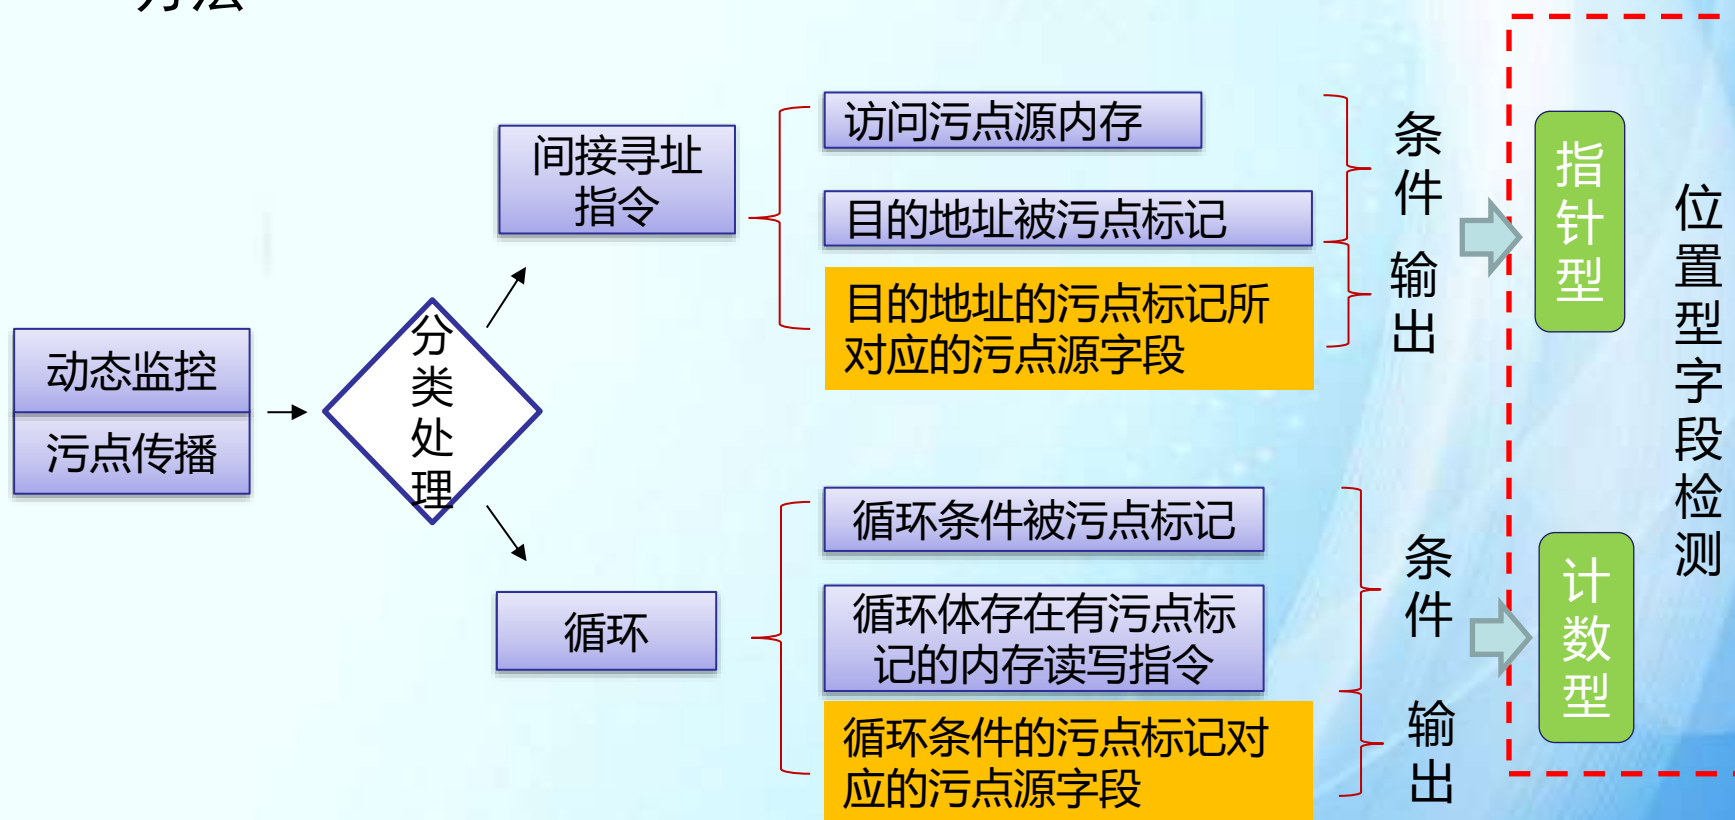 方法
动态监控
污点传播
分类处理
间接寻址
指令
访问污点源内存
目的地址被污点标记
目的地址的污点标记所
对应的污点源字段
条件
输出
指针型
循环
循环条件被污点标记
循环体存在有污点标
记的内存读写指令
循环条件的污点标记对
应的污点源字段
条件
输出
计数型
位置型字段检测